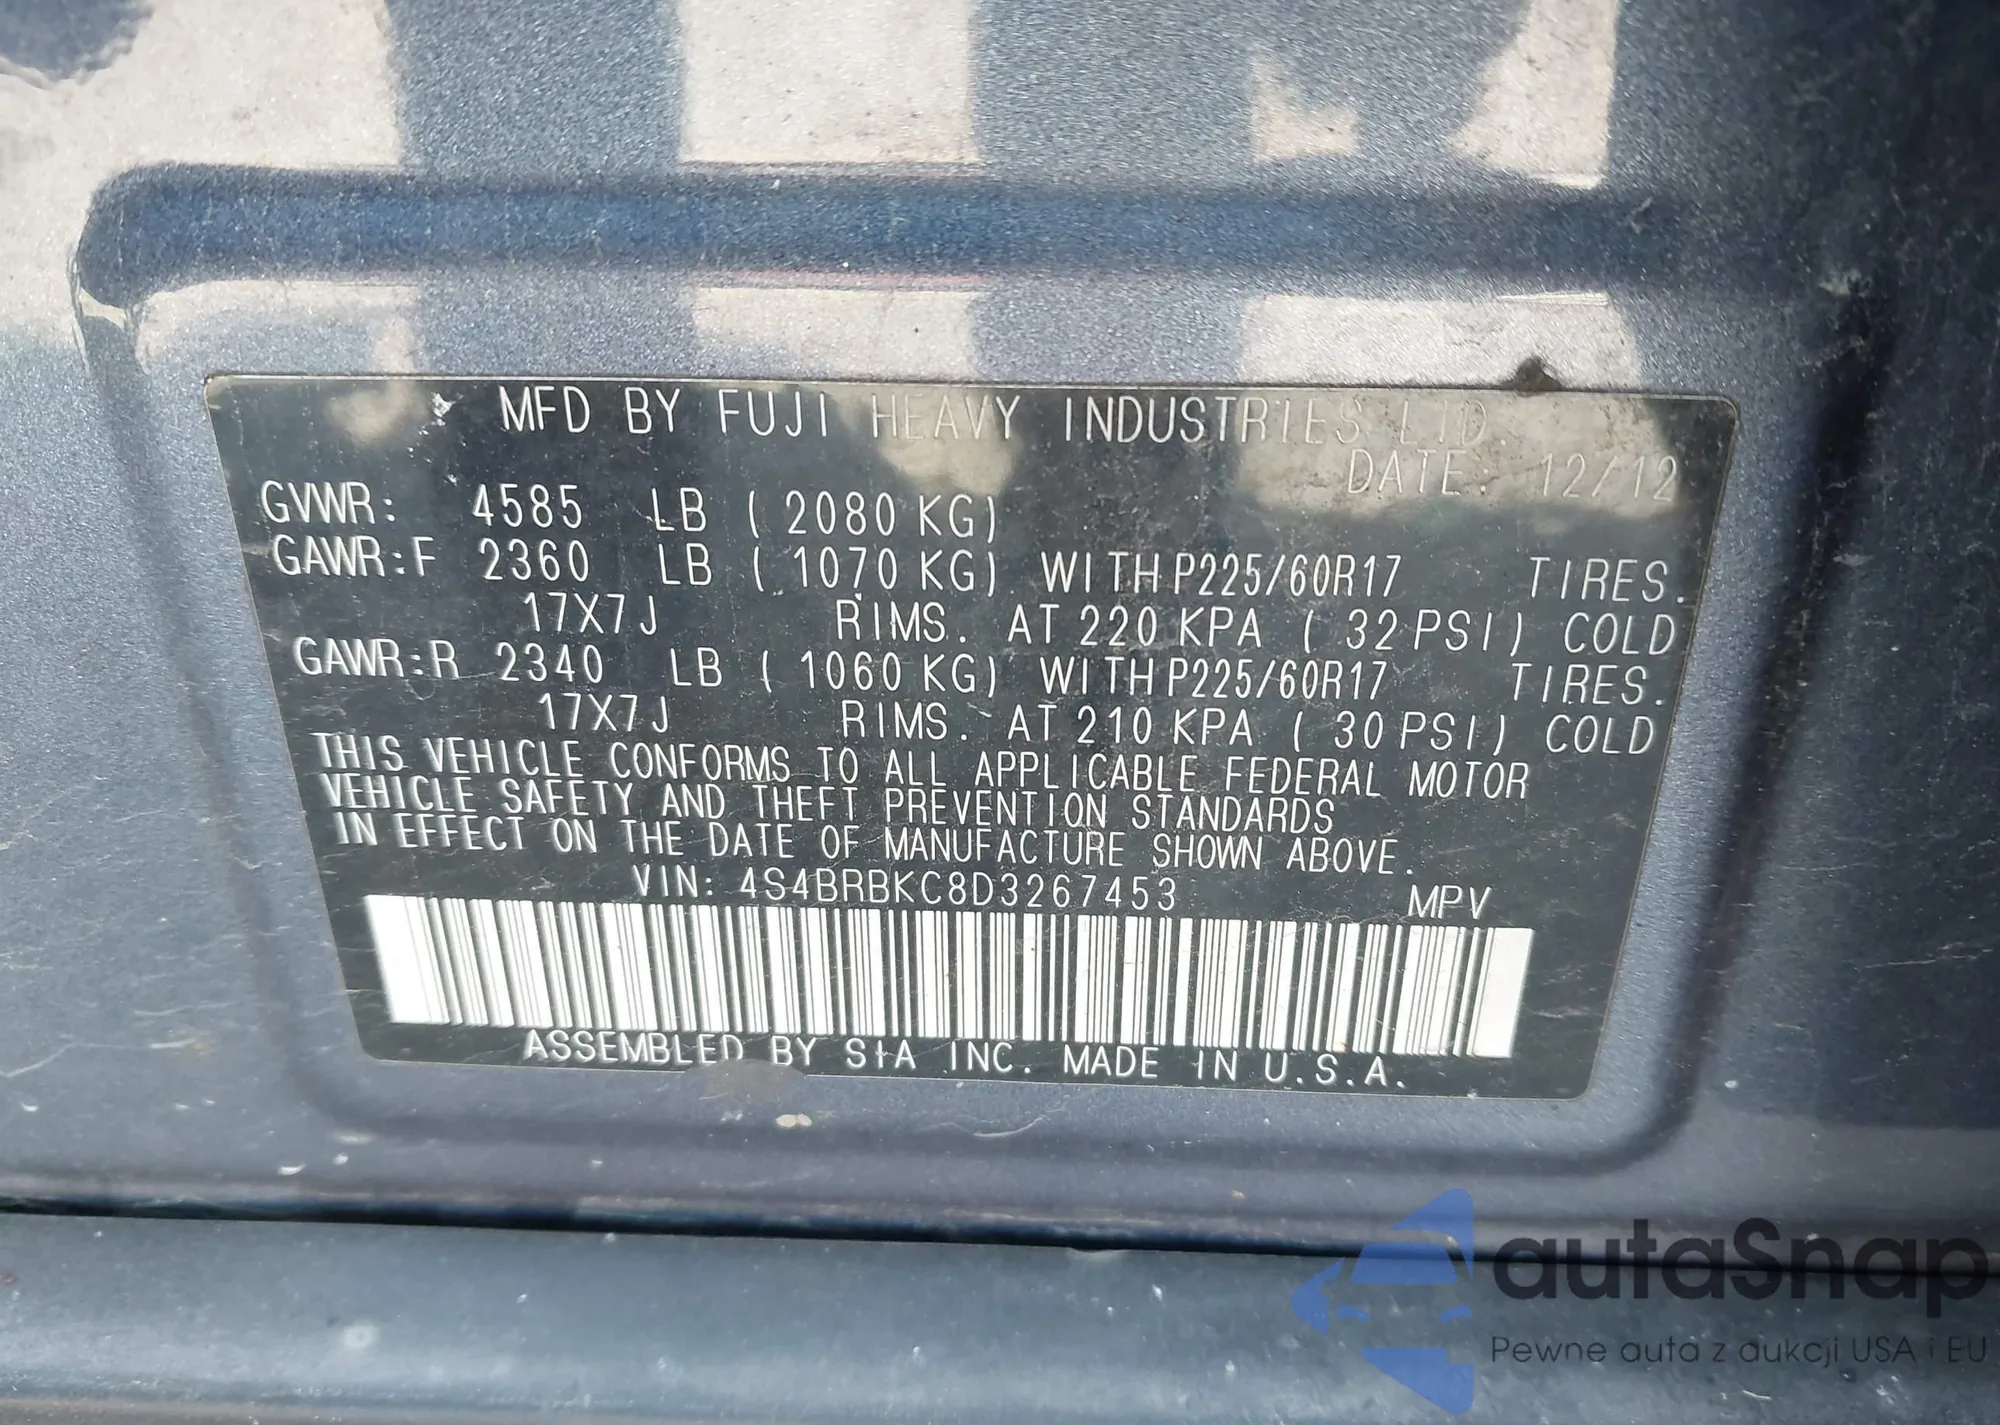 MFD BY FUJI HEAVY INDUSTRIES LTD.
DATE: 12/12
GVWR: 4585 LB ( 2080 KG)
GAWR:F 2360 LB ( 1070 KG) WITH P225/60R17 TIRES.
17X7J RIMS. AT 220 KPA ( 32 PSI) COLD
GAWR:R 2340 LB ( 1060 KG) WITH P225/60R17 TIRES.
17X7J RIMS. AT 210 KPA ( 30 PSI) COLD
THIS VEHICLE CONFORMS TO ALL APPLICABLE FEDERAL MOTOR
VEHICLE SAFETY AND THEFT PREVENTION STANDARDS
IN EFFECT ON THE DATE OF MANUFACTURE SHOWN ABOVE.
VIN: 4S4BRBKC8D3267453 MPV
ASSEMBLED BY SIA INC. MADE IN U.S.A.
autaSnap
Pewne auta z aukcji USA i EU